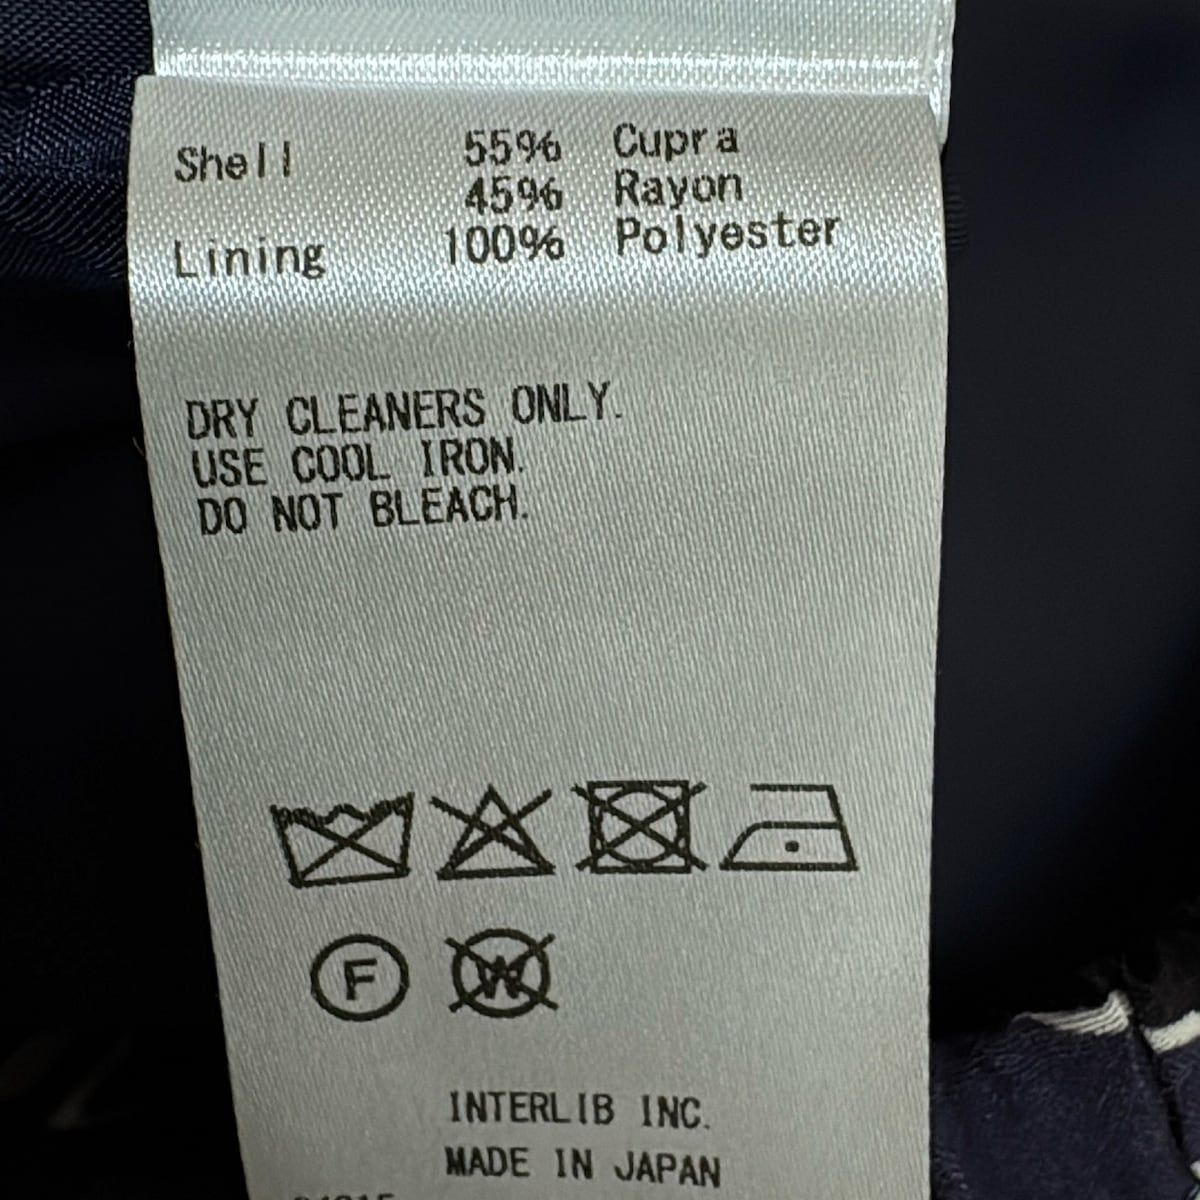 Shell 55% Cupra
45% Rayon
Lining 100% Polyester
DRY CLEANERS ONLY.
USE COOL IRON.
DO NOT BLEACH.
F W
INTERLIB INC.
MADE IN JAPAN